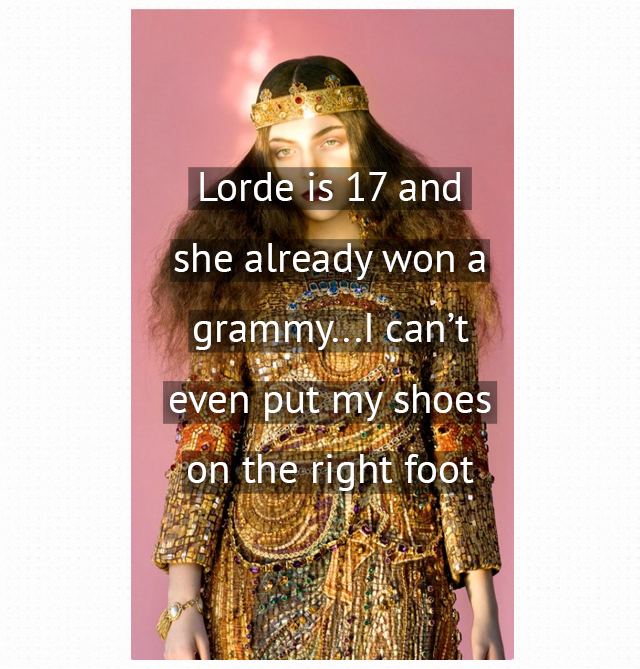 Lorde is 17 and
she already won a
grammy...I can’t
even put my shoes
on the right foot